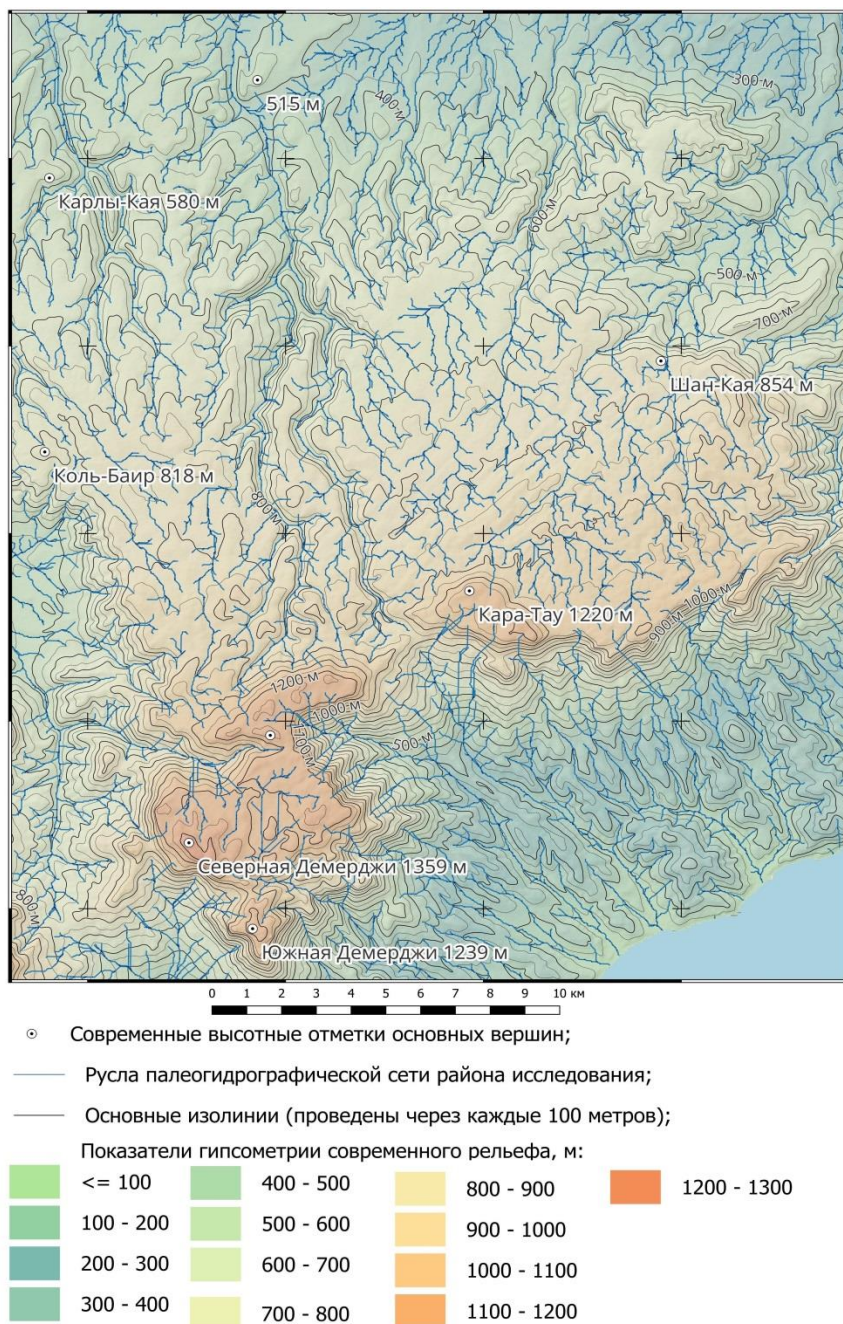 300 м
400 м
515 м
Карлы-Кая 580 м
600 м
500 м
700 м
Шан-Кая 854 м
Коль-Баир 818 м
800 м
Кара-Тау 1220 м
900 м 1000 м
1200 м
1000 м
700 м
500 м
Северная Демерджи 1359 м
800 м
Южная Демерджи 1239 м
0 1 2 3 4 5 6 7 8 9 10 км
Современные высотные отметки основных вершин;
Русла палеогидрографической сети района исследования;
Основные изолинии (проведены через каждые 100 метров);
Показатели гипсометрии современного рельефа, м:
<= 100
100 - 200
200 - 300
300 - 400
400 - 500
500 - 600
600 - 700
700 - 800
800 - 900
900 - 1000
1000 - 1100
1100 - 1200
1200 - 1300